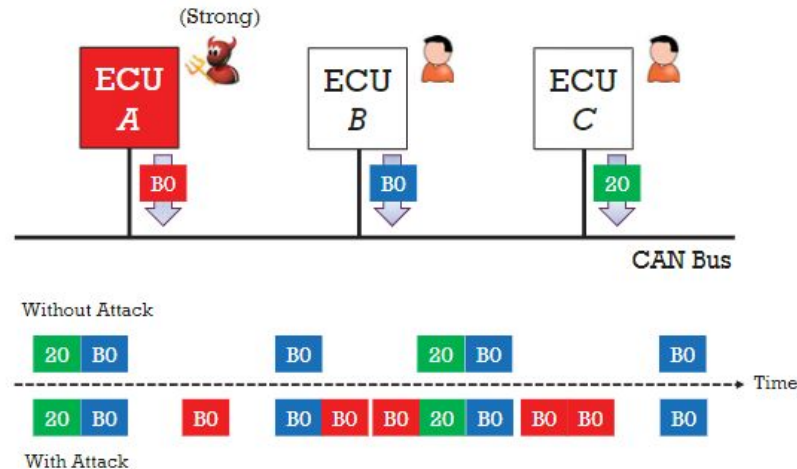 (Strong)
ECU
A
ECU
B
ECU
C
B0
B0
20
CAN Bus
Without Attack
20 B0 B0 20 B0 B0
Time
20 B0 B0 B0 B0 B0 20 B0 B0 B0 B0
With Attack